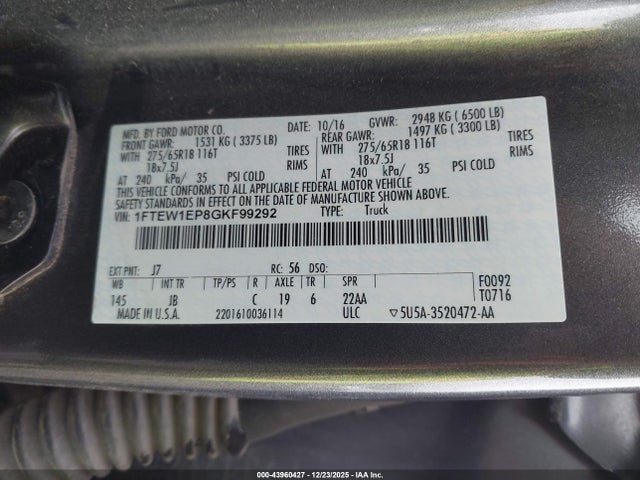 MFD. BY FORD MOTOR CO.
DATE: 10/16 GVWR: 2948 KG ( 6500 LB)
FRONT GAWR: 1531 KG ( 3375 LB) REAR GAWR: 1497 KG ( 3300 LB)
WITH 275/65R18 116T TIRES WITH 275/65R18 116T TIRES
18x7.5J RIMS 18x7.5J RIMS
AT 240 kPa/ 35 PSI COLD AT 240 kPa/ 35 PSI COLD
THIS VEHICLE CONFORMS TO ALL APPLICABLE FEDERAL MOTOR VEHICLE
SAFETY STANDARDS IN EFFECT ON THE DATE OF MANUFACTURE SHOWN ABOVE.
VIN: 1FTEW1EP8GKF99292 TYPE: Truck
EXT PNT: J7 RC: 56 DSO:
WB INT TR TP/PS R AXLE TR SPR F0092
145 JB C 19 6 22AA T0716
MADE IN U.S.A. 2201610036114 ULC ▽5U5A-3520472-AA
000-43960427 - 12/23/2025 - IAA INC.